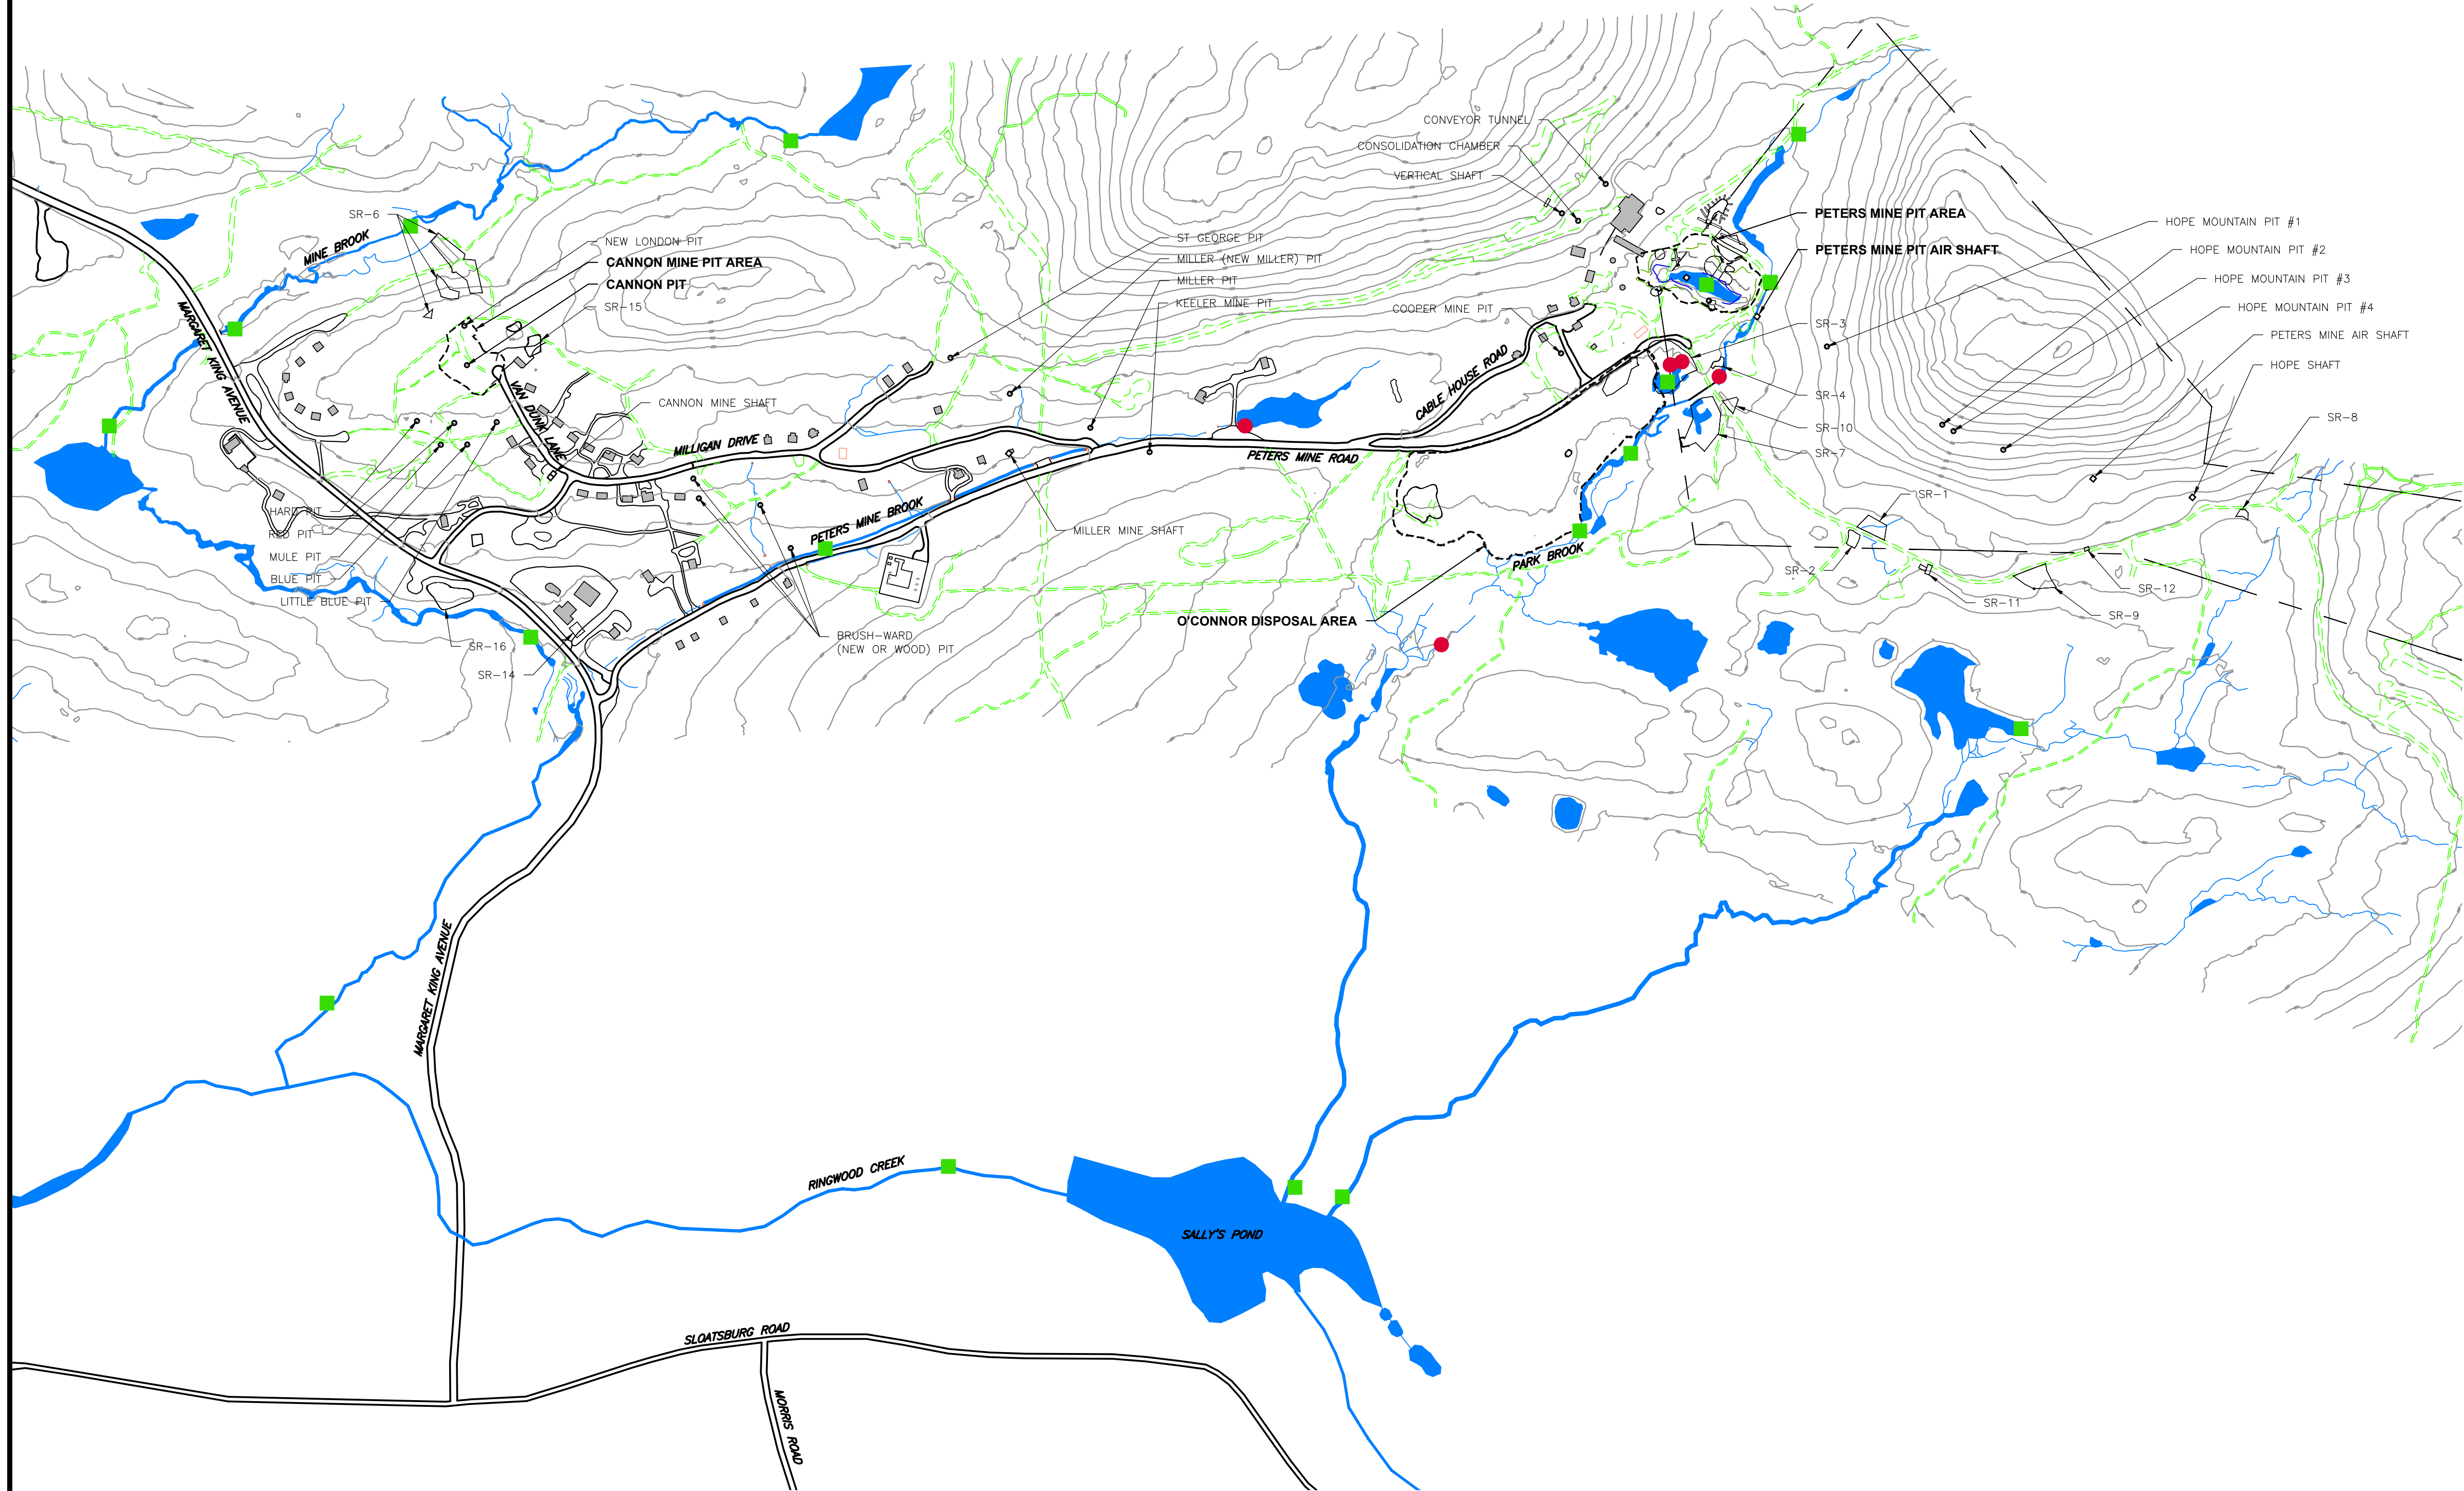 CONVEYOR TUNNEL
CONSOLIDATION CHAMBER
VERTICAL SHAFT
SR-6
MINE BROOK
NEW LONDON PIT
CANNON MINE PIT AREA
CANNON PIT
SR-15
ST GEORGE PIT
MILLER (NEW MILLER) PIT
MILLER PIT
KEELER MINE PIT
COOPER MINE PIT
PETERS MINE PIT AREA
PETERS MINE PIT AIR SHAFT
HOPE MOUNTAIN PIT #1
HOPE MOUNTAIN PIT #2
HOPE MOUNTAIN PIT #3
HOPE MOUNTAIN PIT #4
PETERS MINE AIR SHAFT
HOPE SHAFT
SR-3
SR-4
SR-10
SR-7
SR-8
MARGARET KING AVENUE
VAN DUNK LANE
CANNON MINE SHAFT
MILLIGAN DRIVE
CABLE HOUSE ROAD
PETERS MINE ROAD
HARD PIT
RED PIT
MULE PIT
BLUE PIT
LITTLE BLUE PIT
PETERS MINE BROOK
MILLER MINE SHAFT
SR-1
SR-2
SR-11
SR-12
SR-9
PARK BROOK
O'CONNOR DISPOSAL AREA
BRUSH-WARD
(NEW OR WOOD) PIT
SR-16
SR-14
MARGARET KING AVENUE
RINGWOOD CREEK
SALLY'S POND
SLOATSBURG ROAD
MORRIS ROAD